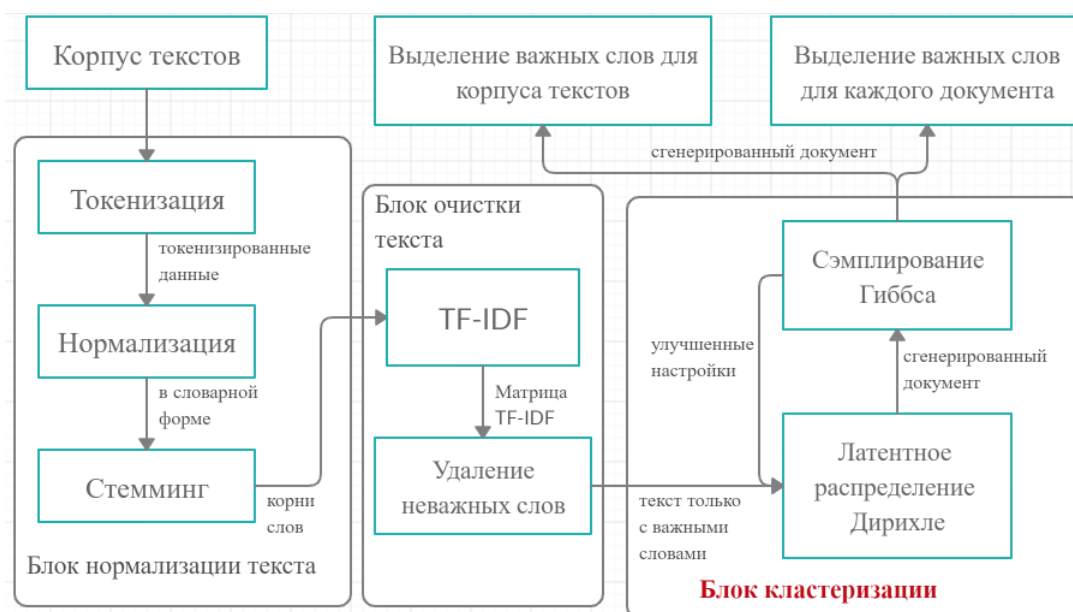 Корпус текстов
Выделение важных слов для
корпуса текстов
Выделение важных слов
для каждого документа
сгенерированный документ
Токенизация
токенизированные
данные
Нормализация
в словарной
форме
Стемминг
корни
слов
Блок нормализации текста
Блок очистки
текста
TF-IDF
Матрица
TF-IDF
Удаление
неважных слов
текст только
с важными
словами
Сэмплирование
Гиббса
улучшенные
настройки
сгенерированный
документ
Латентное
распределение
Дирихле
Блок кластеризации